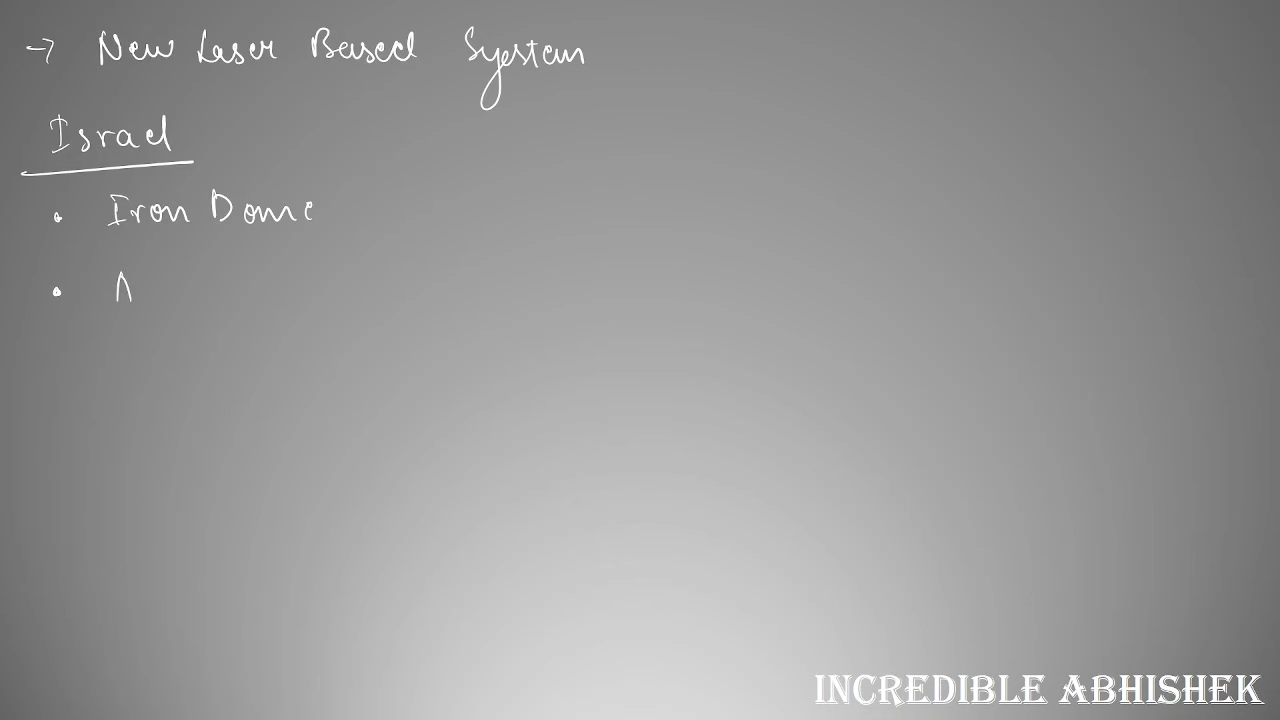 → New Laser Based System
Israel
• Iron Dome
•
INCREDIBLE ABHISHEK